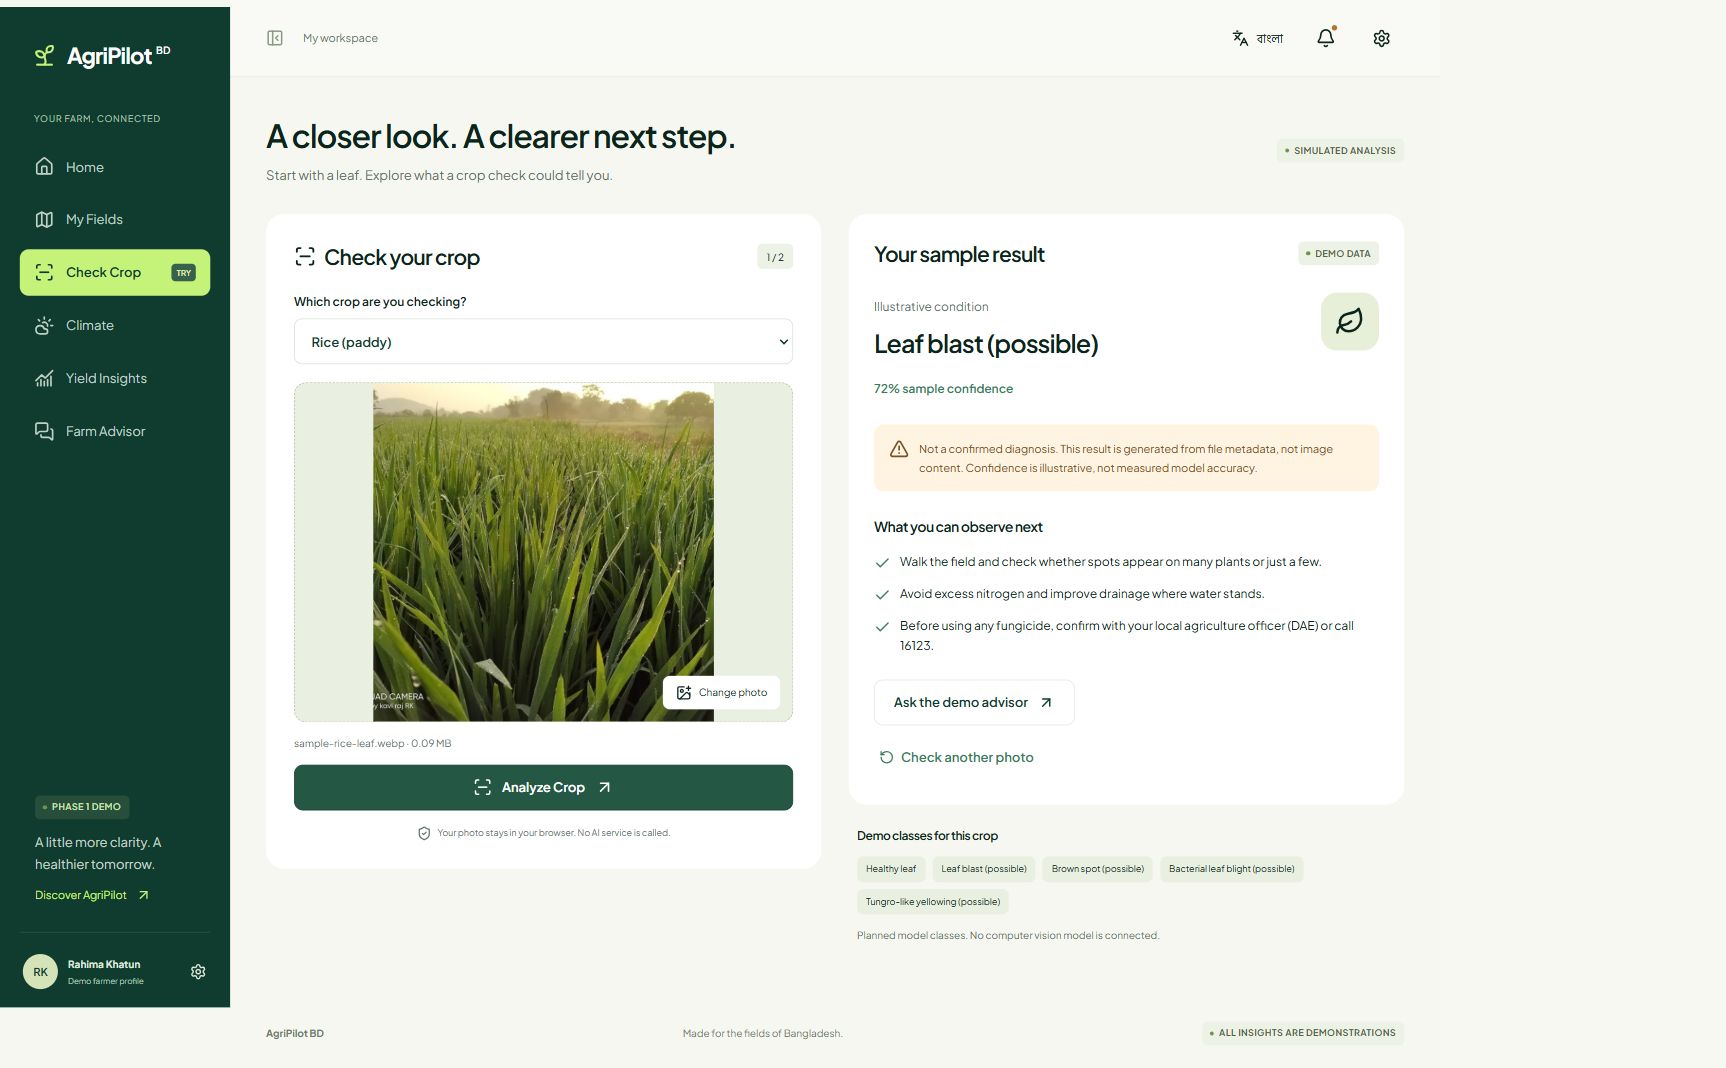 AgriPilot BD
YOUR FARM, CONNECTED
Home
My Fields
Check Crop TRY
Climate
Yield Insights
Farm Advisor
PHASE 1 DEMO
A little more clarity. A
healthier tomorrow.
Discover AgriPilot
RK
Rahima Khatun
Demo farmer profile
My workspace
বাংলা
A closer look. A clearer next step.
Start with a leaf. Explore what a crop check could tell you.
SIMULATED ANALYSIS
Check your crop
1 / 2
Which crop are you checking?
Rice (paddy)
UAD CAMERA
by kavi raj RK
Change photo
sample-rice-leaf.webp · 0.09 MB
Analyze Crop
Your photo stays in your browser. No AI service is called.
Your sample result
DEMO DATA
Illustrative condition
Leaf blast (possible)
72% sample confidence
Not a confirmed diagnosis. This result is generated from file metadata, not image
content. Confidence is illustrative, not measured model accuracy.
What you can observe next
Walk the field and check whether spots appear on many plants or just a few.
Avoid excess nitrogen and improve drainage where water stands.
Before using any fungicide, confirm with your local agriculture officer (DAE) or call
16123.
Ask the demo advisor
Check another photo
Demo classes for this crop
Healthy leaf
Leaf blast (possible)
Brown spot (possible)
Bacterial leaf blight (possible)
Tungro-like yellowing (possible)
Planned model classes. No computer vision model is connected.
AgriPilot BD
Made for the fields of Bangladesh.
ALL INSIGHTS ARE DEMONSTRATIONS